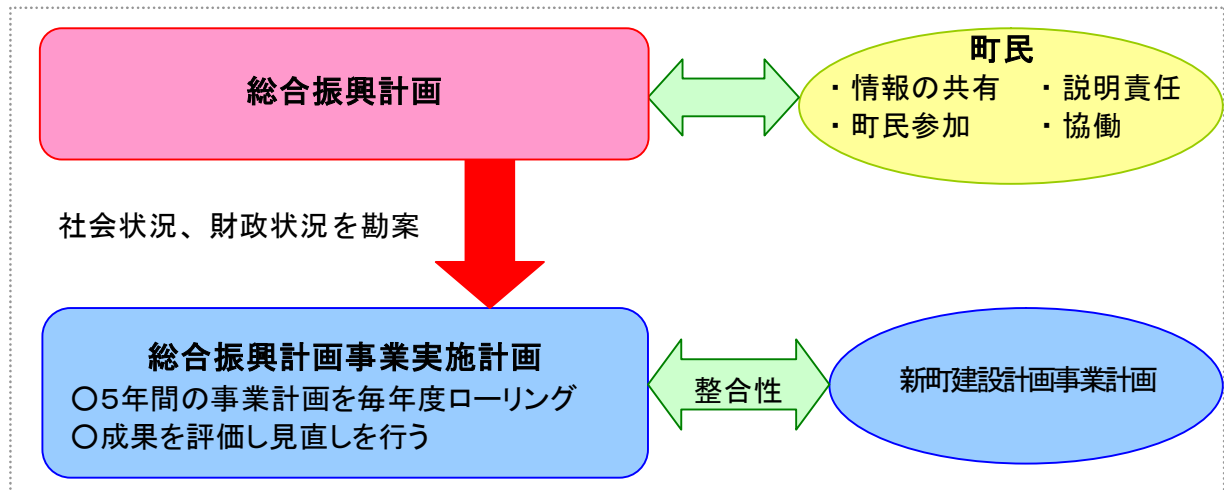 総合振興計画
町民
・情報の共有　・説明責任
・町民参加　・協働
社会状況、財政状況を勘案
総合振興計画事業実施計画
○5年間の事業計画を毎年度ローリング
○成果を評価し見直しを行う
整合性
新町建設計画事業計画